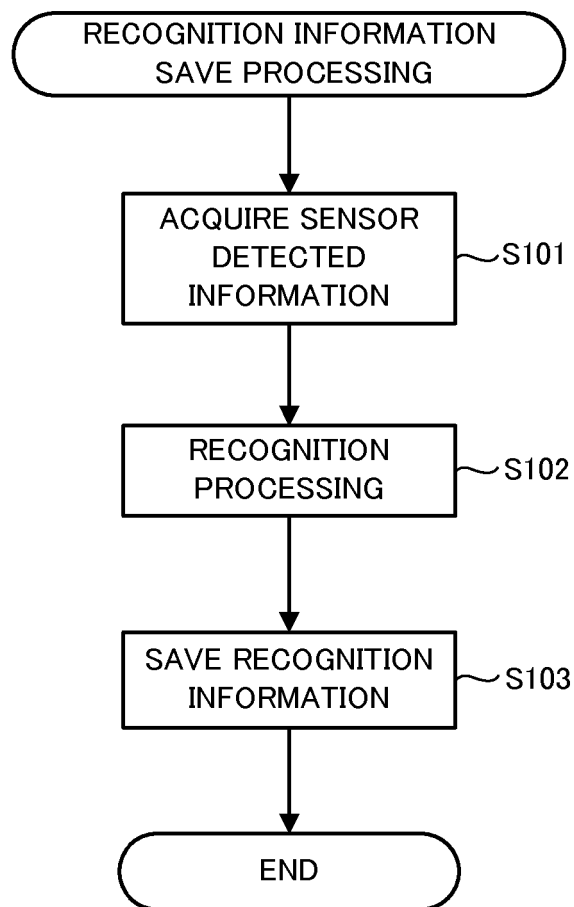 RECOGNITION INFORMATION
SAVE PROCESSING
ACQUIRE SENSOR
DETECTED
INFORMATION
S101
RECOGNITION
PROCESSING
S102
SAVE RECOGNITION
INFORMATION
S103
END